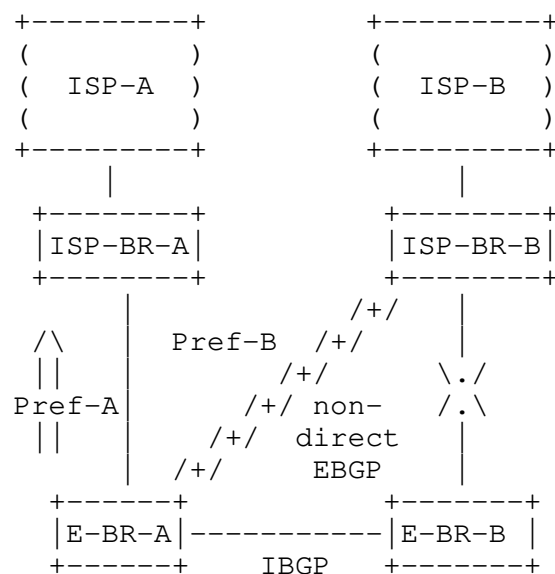 ISP-A ISP-B
ISP-BR-A ISP-BR-B
Pref-B
Pref-A non-
direct
EBGP
E-BR-A E-BR-B
IBGP